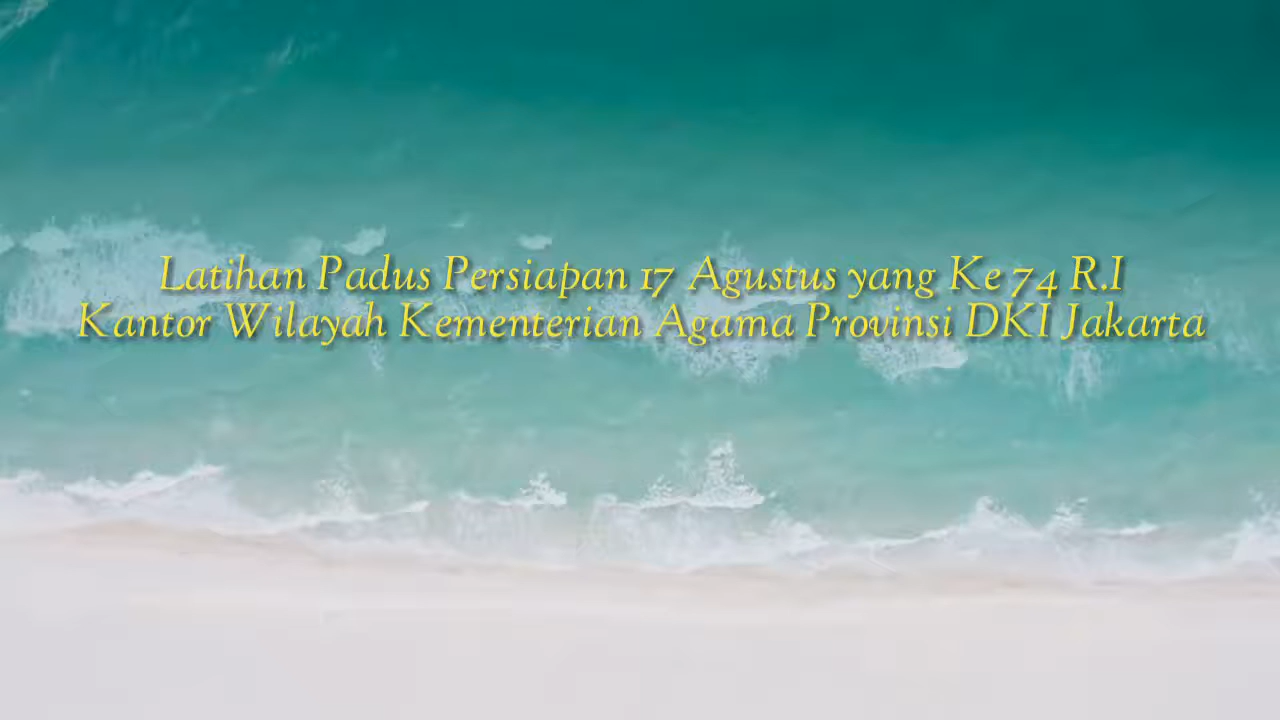 Latihan Padus Persiapan 17 Agustus yang Ke 74 R.I
Kantor Wilayah Kementerian Agama Provinsi DKI Jakarta